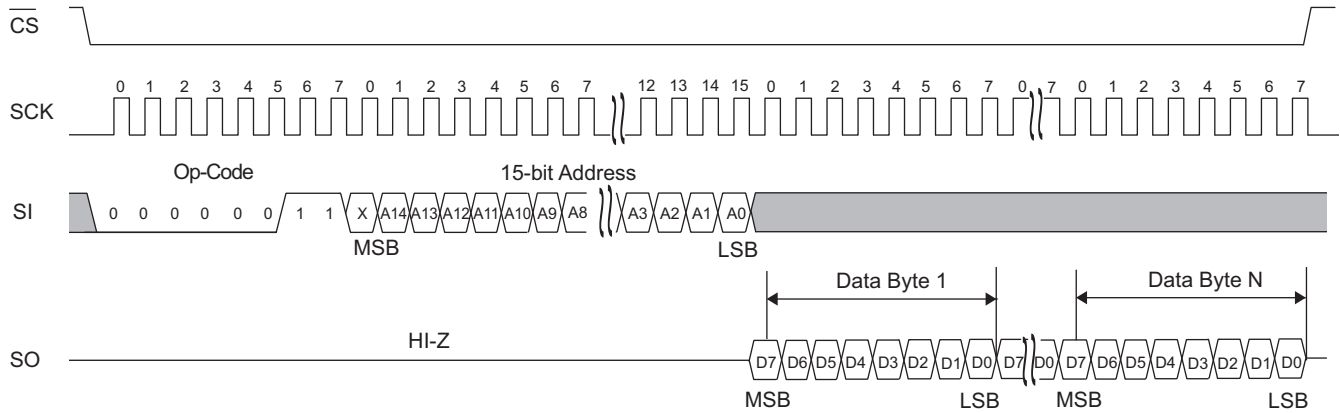 CS
0 1 2 3 4 5 6 7 0 1 2 3 4 5 6 7 12 13 14 15 0 1 2 3 4 5 6 7 0 7 0 1 2 3 4 5 6 7
SCK
Op-Code 15-bit Address
SI 0 0 0 0 0 0 1 1 X A14 A13 A12 A11 A10 A9 A8 A3 A2 A1 A0
MSB LSB
Data Byte 1 Data Byte N
HI-Z
SO D7 D6 D5 D4 D3 D2 D1 D0 D7 D0 D7 D6 D5 D4 D3 D2 D1 D0
MSB LSB MSB LSB